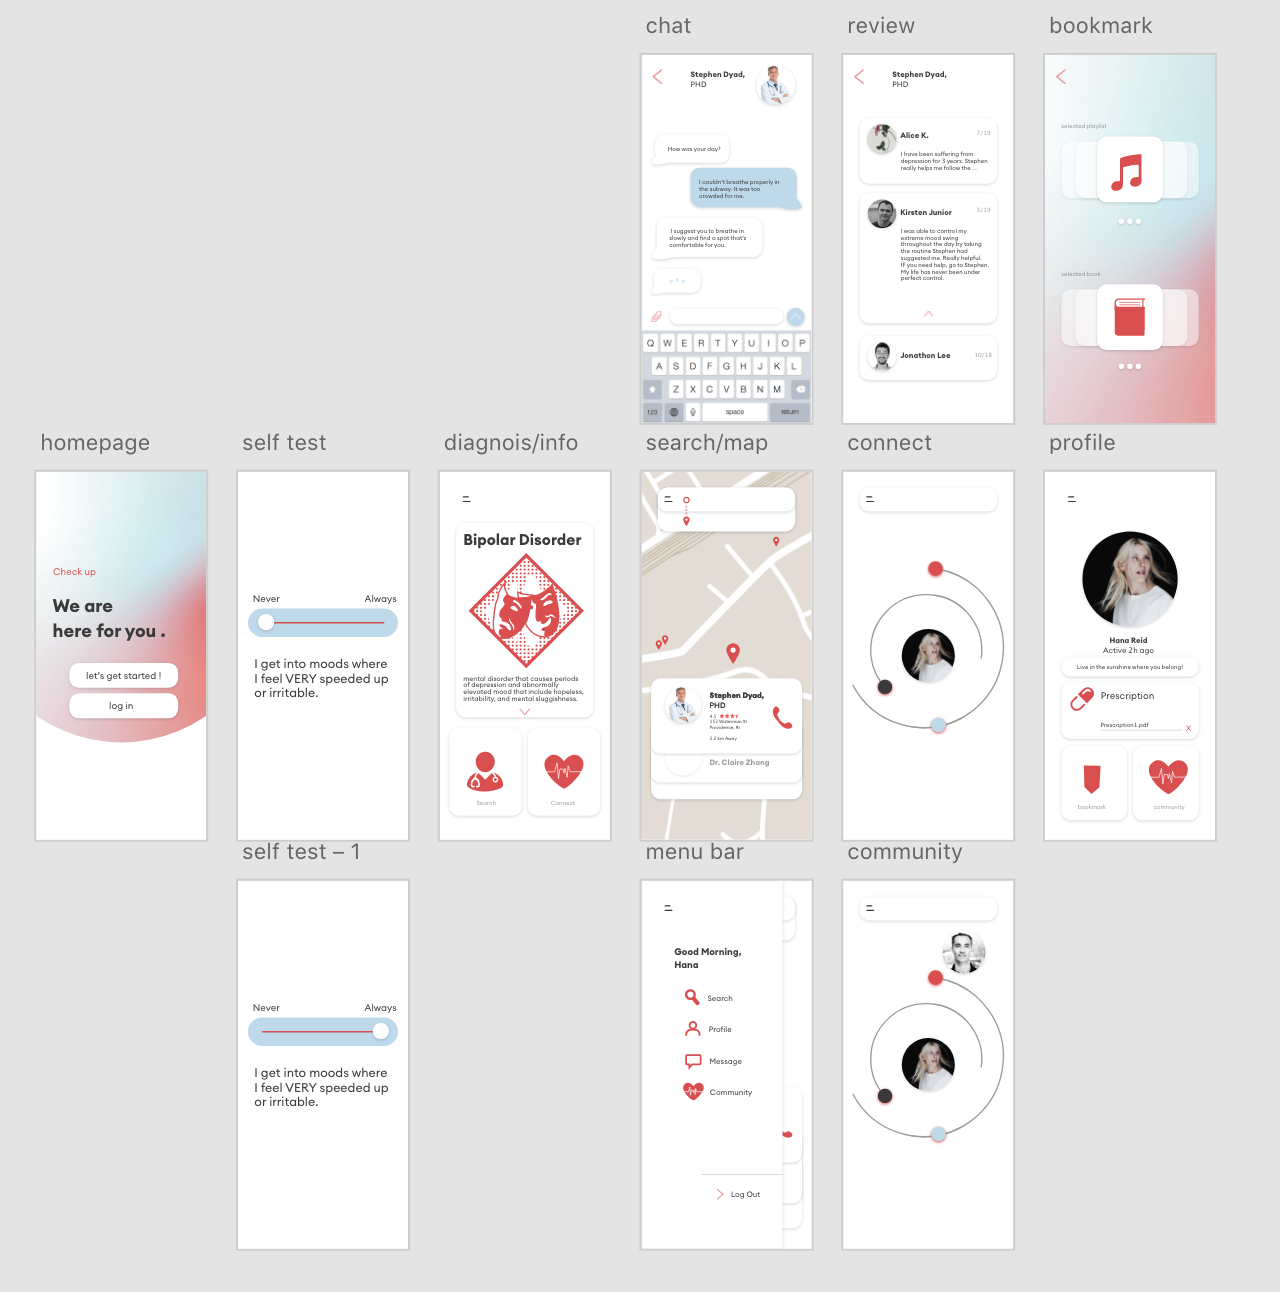 chat
Stephen Dyad,
PHD
How was your day?
I couldn't breathe properly in
the subway. It was too
crowded for me.
I suggest you to breathe in
slowly and find a spot that's
comfortable for you.
Q W E R T Y U I O P
A S D F G H J K L
Z X C V B N M
123 space return
review
Stephen Dyad,
PHD
Alice K. 7/19
I have been suffering from
depression for 3 years. Stephen
really helps me follow the ...
Kirsten Junior 3/19
I was able to control my
extreme mood swing
throughout the day by taking
the routine Stephen had
suggested me. Really helpful.
IF you need help, go to Stephen.
My life has never been under
perfect control.
Jonathon Lee 10/18
bookmark
selected playlist
selected book
homepage
Check up
We are
here for you .
let's get started !
log in
self test
Never Always
I get into moods where
I feel VERY speeded up
or irritable.
diagnois/info
Bipolar Disorder
mental disorder that causes periods
of depression and abnormally
elevated mood that include hopeless,
irritability, and mental sluggishness.
Search
Connect
search/map
Stephen Dyad,
PHD
4.5
153 Waterman St
Providence, RI
2.2 km Away
Dr. Claire Zhang
connect
profile
Hana Reid
Active 2h ago
Live in the sunshine where you belong!
Prescription
Prescription1.pdf X
bookmark
community
self test – 1
Never Always
I get into moods where
I feel VERY speeded up
or irritable.
menu bar
Good Morning,
Hana
Search
Profile
Message
Community
Log Out
community